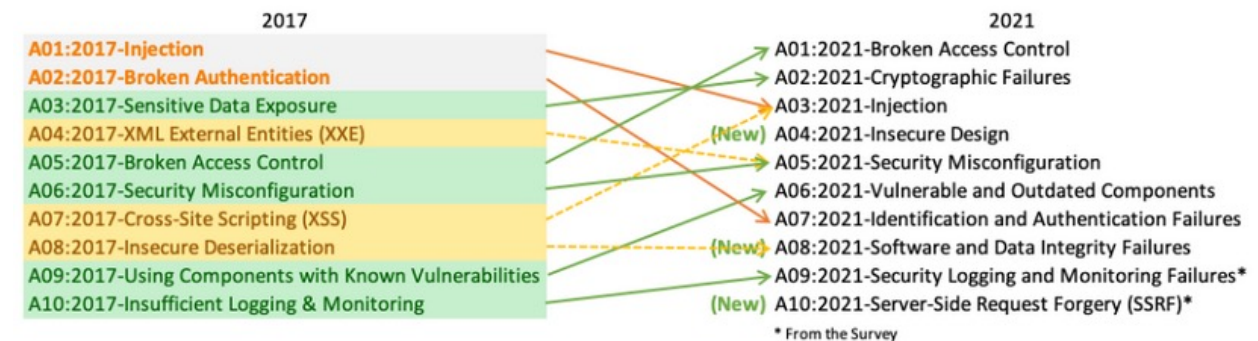 2017
A01:2017-Injection
A02:2017-Broken Authentication
A03:2017-Sensitive Data Exposure
A04:2017-XML External Entities (XXE)
A05:2017-Broken Access Control
A06:2017-Security Misconfiguration
A07:2017-Cross-Site Scripting (XSS)
A08:2017-Insecure Deserialization
A09:2017-Using Components with Known Vulnerabilities
A10:2017-Insufficient Logging & Monitoring
2021
A01:2021-Broken Access Control
A02:2021-Cryptographic Failures
A03:2021-Injection
(New) A04:2021-Insecure Design
A05:2021-Security Misconfiguration
A06:2021-Vulnerable and Outdated Components
A07:2021-Identification and Authentication Failures
(New) A08:2021-Software and Data Integrity Failures
A09:2021-Security Logging and Monitoring Failures*
(New) A10:2021-Server-Side Request Forgery (SSRF)*
* From the Survey